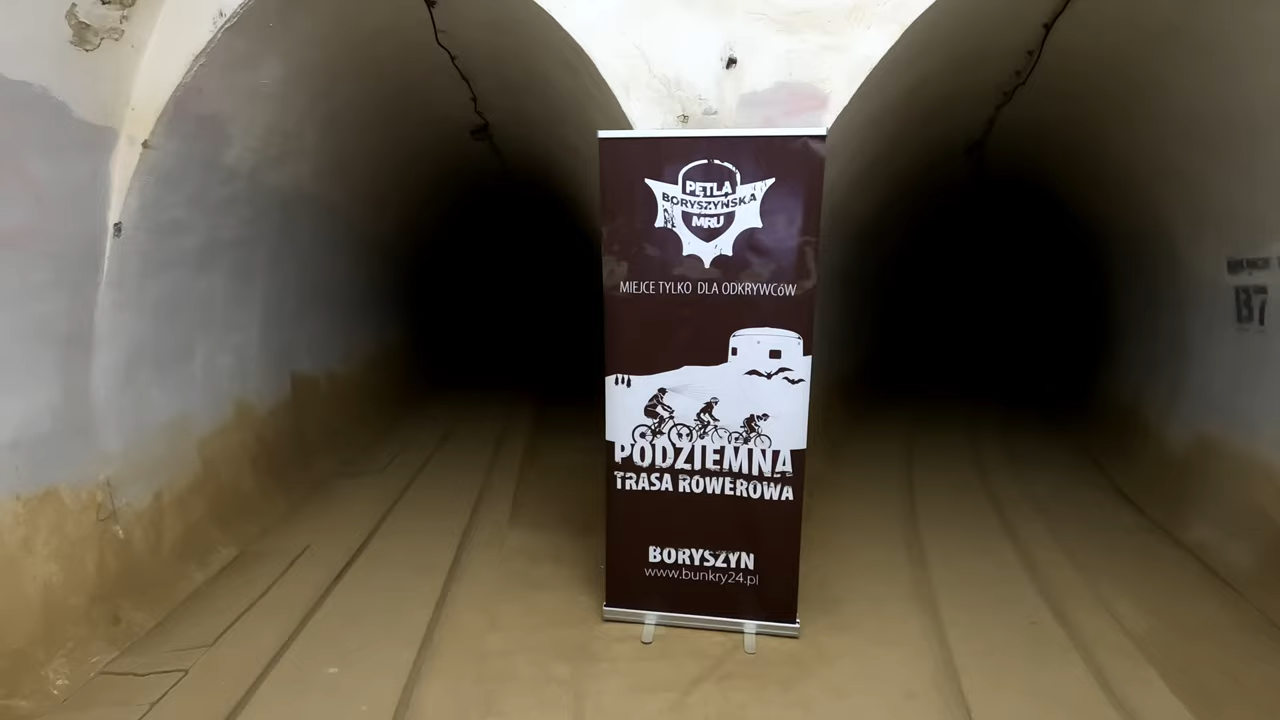 PĘTLA
BORYSZYŃSKA
MRU
MIEJCE TYLKO DLA ODKRYWCóW
PODZIEMNA
TRASA ROWEROWA
BORYSZYN
www.bunkry24.pl
B7